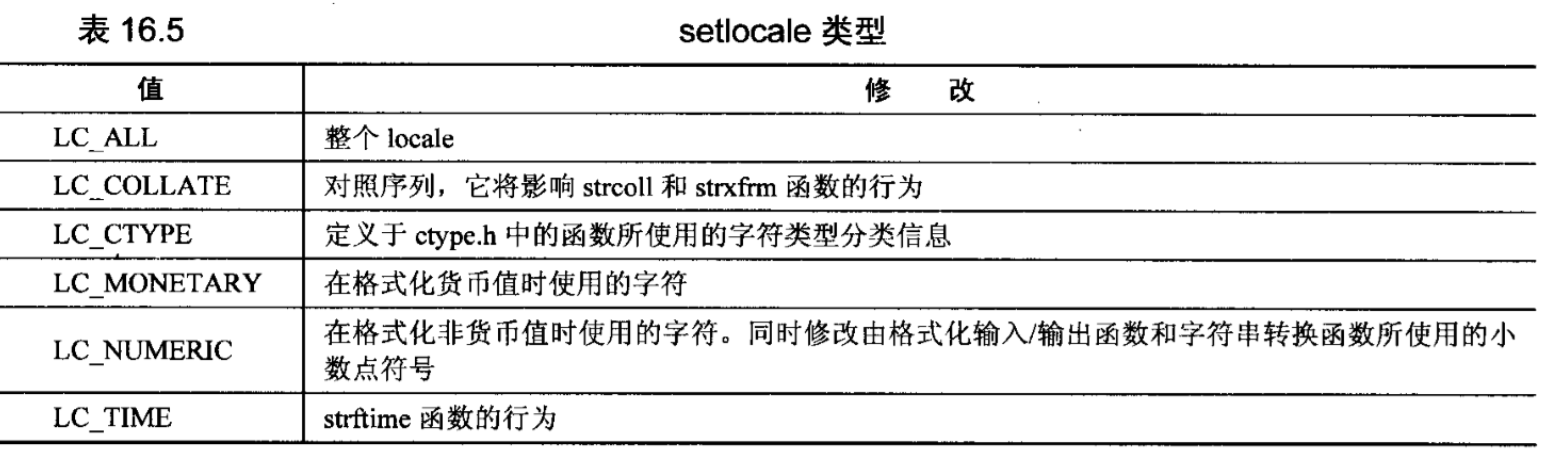 表 16.5 setlocale 类型
值 修 改
LC_ALL 整个 locale
LC_COLLATE 对照序列，它将影响 strcoll 和 strxfrm 函数的行为
LC_CTYPE 定义于 ctype.h 中的函数所使用的字符类型分类信息
LC_MONETARY 在格式化货币值时使用的字符
LC_NUMERIC 在格式化非货币值时使用的字符。同时修改由格式化输入/输出函数和字符串转换函数所使用的小
数点符号
LC_TIME strftime 函数的行为